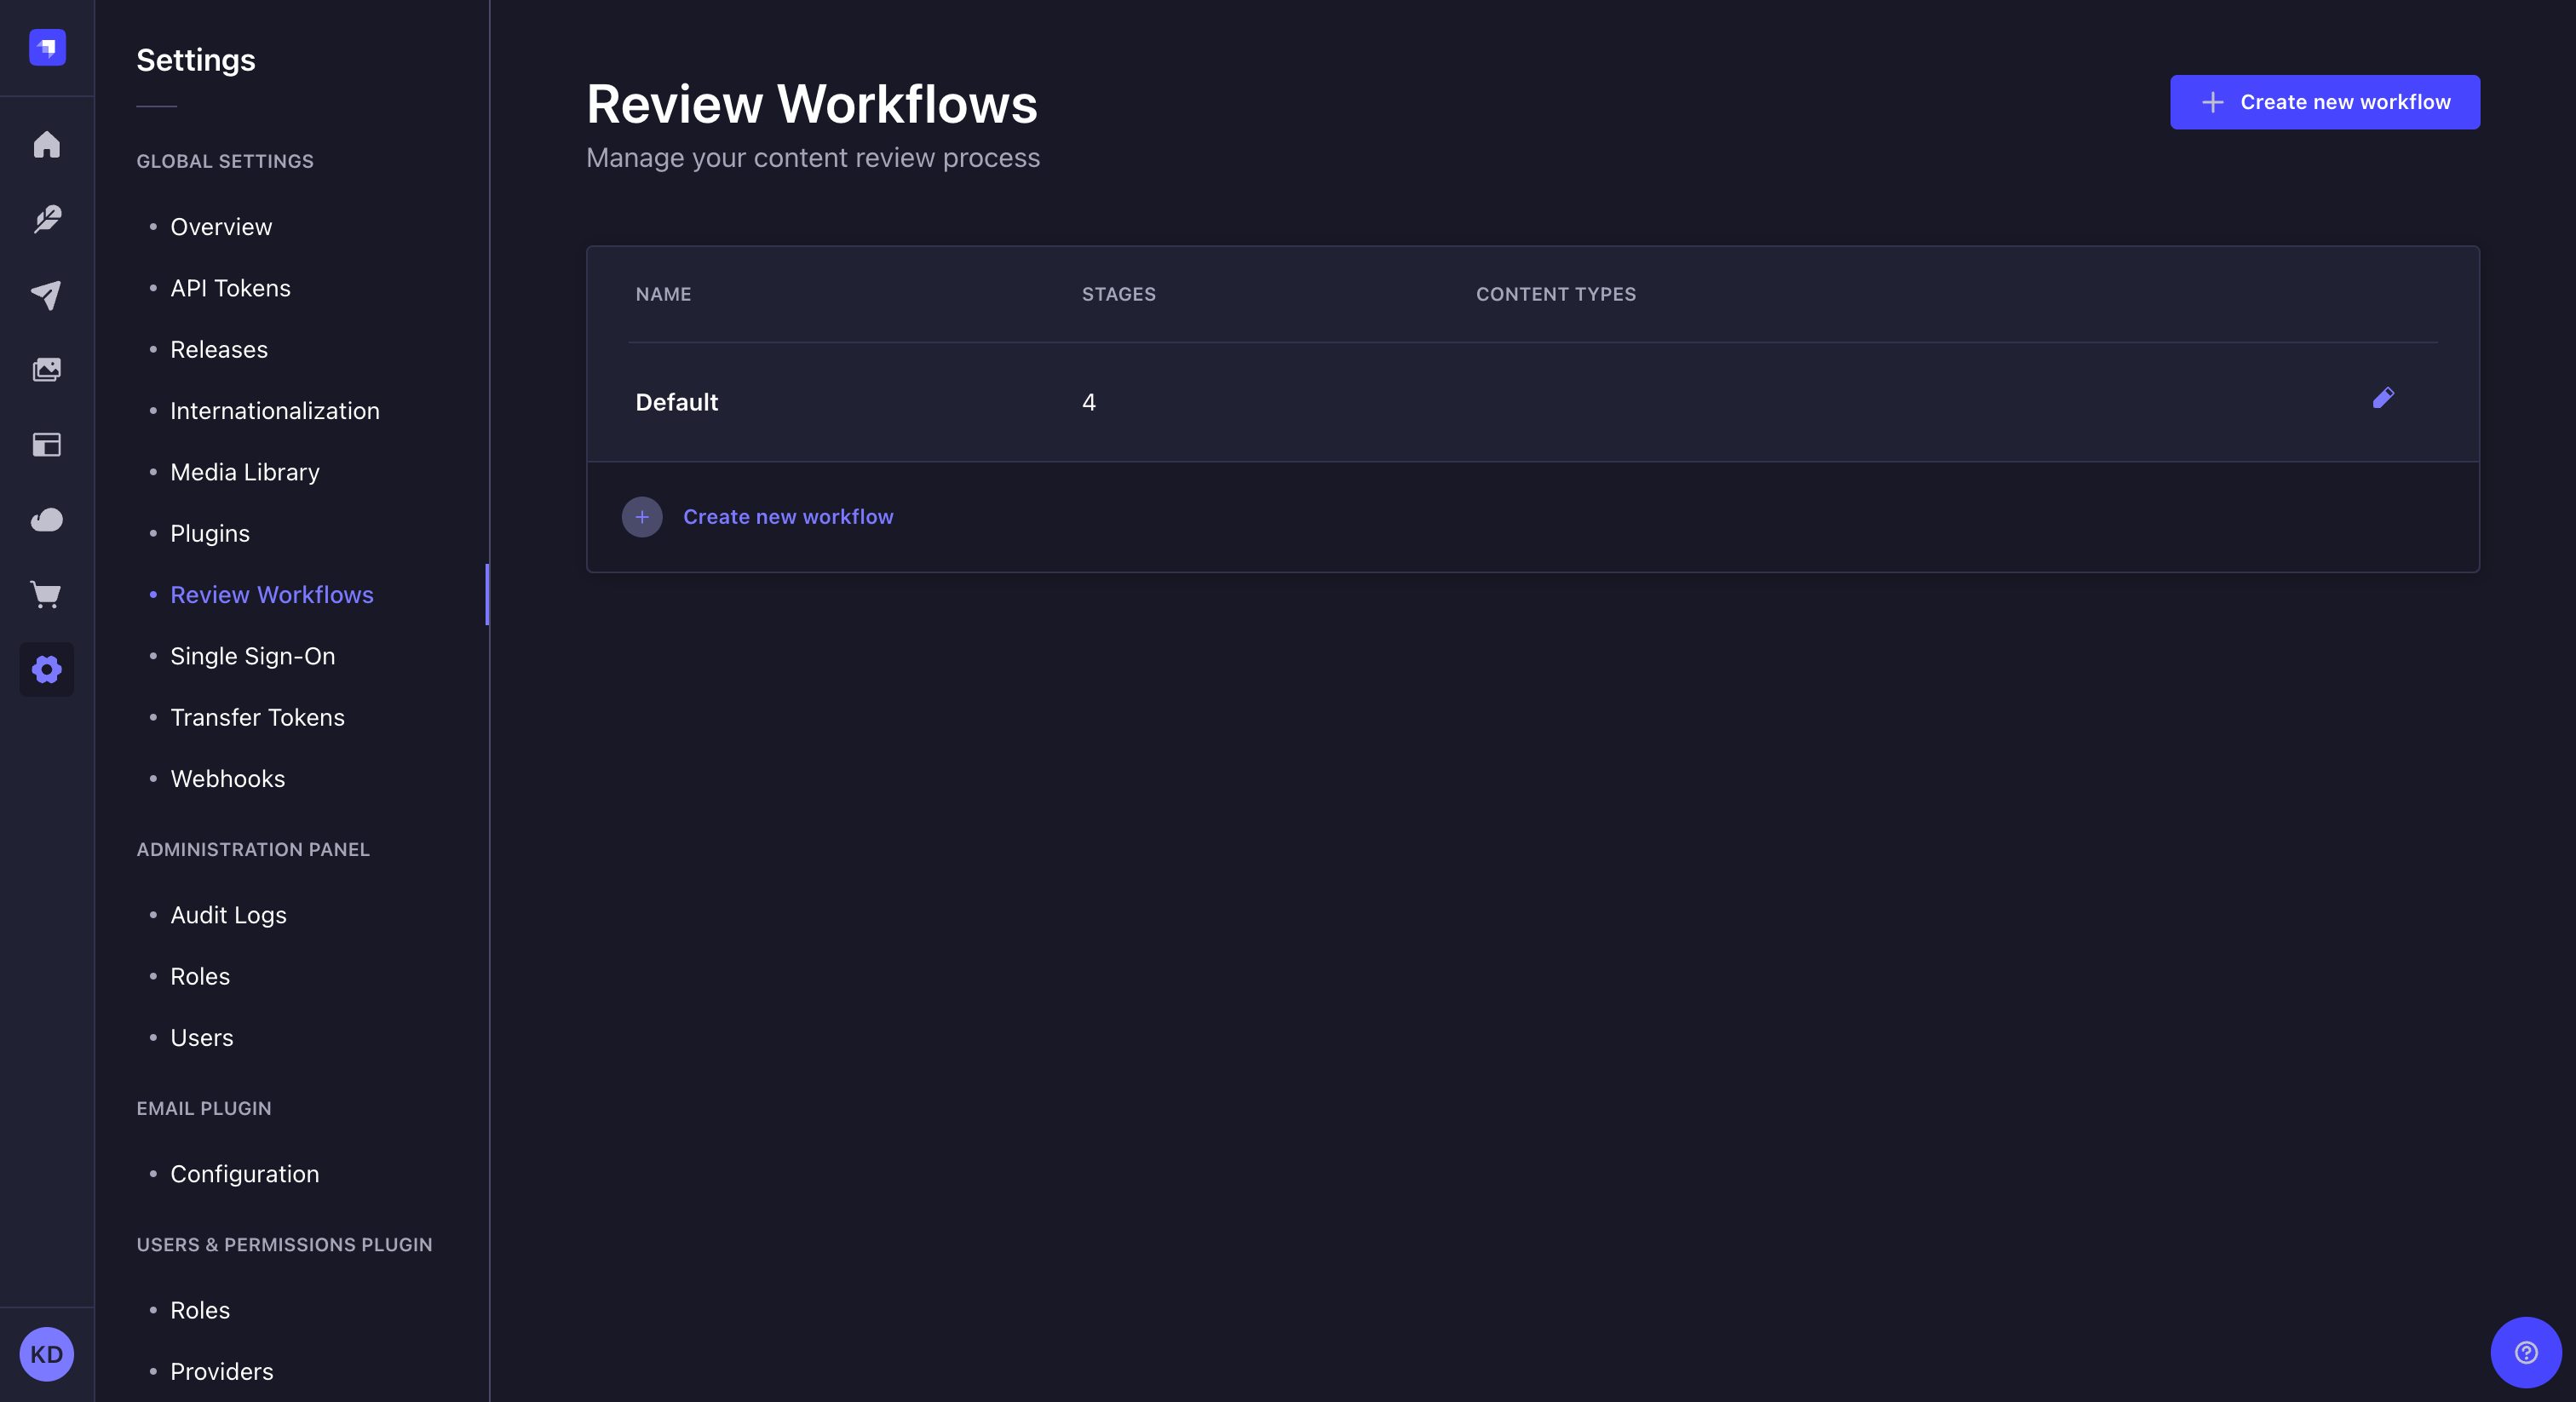 Settings
GLOBAL SETTINGS
Overview
API Tokens
Releases
Internationalization
Media Library
Plugins
Review Workflows
Single Sign-On
Transfer Tokens
Webhooks
ADMINISTRATION PANEL
Audit Logs
Roles
Users
EMAIL PLUGIN
Configuration
USERS & PERMISSIONS PLUGIN
Roles
Providers
KD
Review Workflows
Manage your content review process
Create new workflow
NAME STAGES CONTENT TYPES
Default 4
Create new workflow